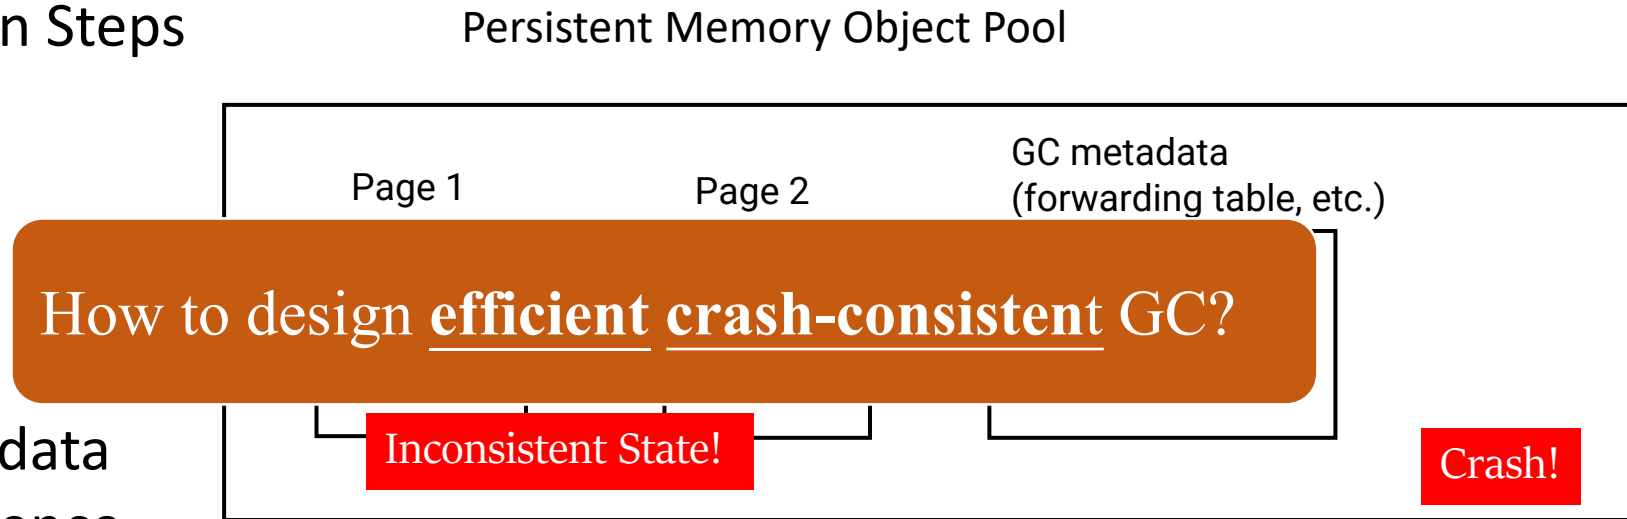 n Steps
Persistent Memory Object Pool
GC metadata
(forwarding table, etc.)
Page 1
Page 2
How to design efficient crash-consistent GC?
Inconsistent State!
data
Crash!